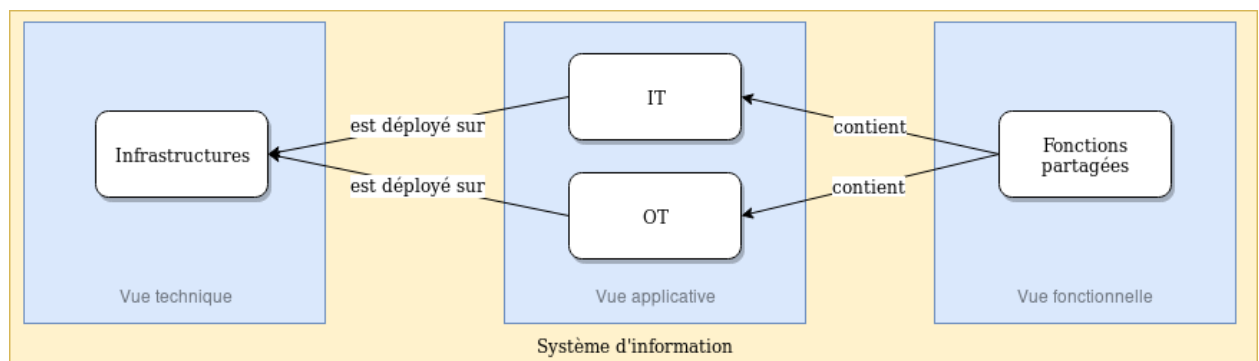 IT
est déployé sur
contient
Infrastructures
Fonctions
partagées
est déployé sur
contient
OT
Vue technique
Vue applicative
Vue fonctionnelle
Système d'information